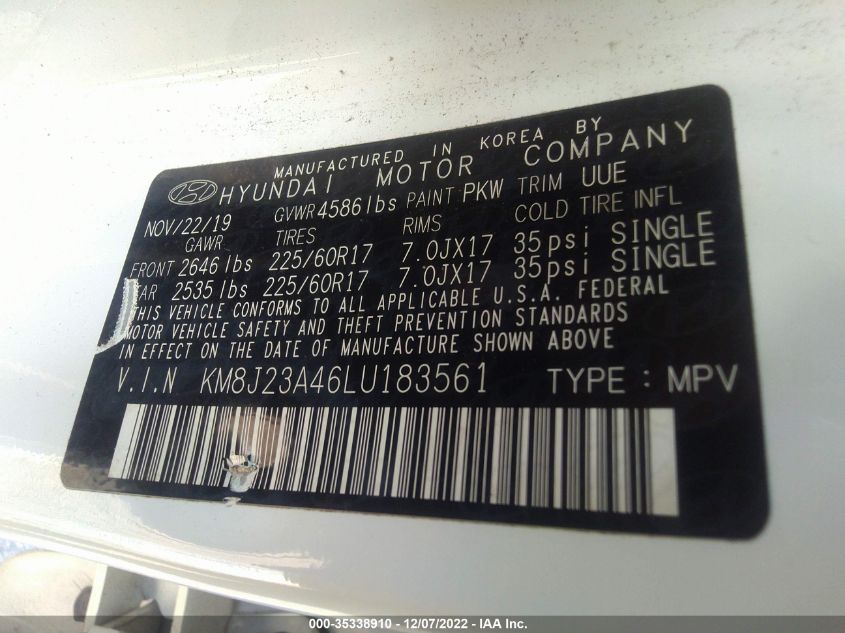 MANUFACTURED IN KOREA BY
HYUNDAI MOTOR COMPANY
NOV/22/19 GVWR 4586 lbs PAINT PKW TRIM UUE
GAWR TIRES RIMS COLD TIRE INFL
FRONT 2646 lbs 225/60R17 7.0JX17 35psi SINGLE
2535 lbs 225/60R17 7.0JX17 35psi SINGLE
THIS VEHICLE CONFORMS TO ALL APPLICABLE U.S.A. FEDERAL
MOTOR VEHICLE SAFETY AND THEFT PREVENTION STANDARDS
IN EFFECT ON THE DATE OF MANUFACTURE SHOWN ABOVE
V.I.N KM8J23A46LU183561 TYPE : MPV
000-35338910 - 12/07/2022 - IAA Inc.